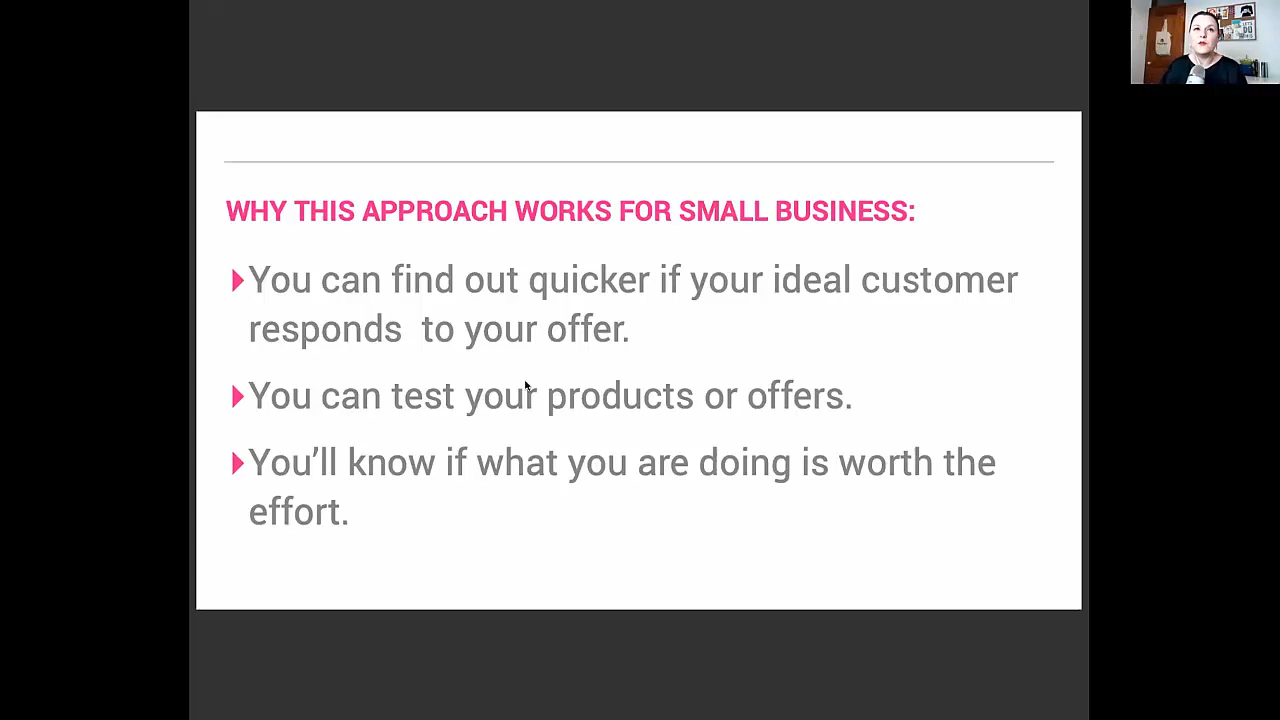 WHY THIS APPROACH WORKS FOR SMALL BUSINESS:
You can find out quicker if your ideal customer
responds  to your offer.
You can test your products or offers.
You'll know if what you are doing is worth the
effort.